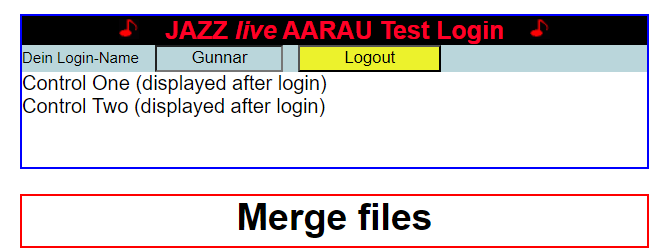 JAZZ live AARAU Test Login
Dein Login-Name Gunnar Logout
Control One (displayed after login)
Control Two (displayed after login)
Merge files